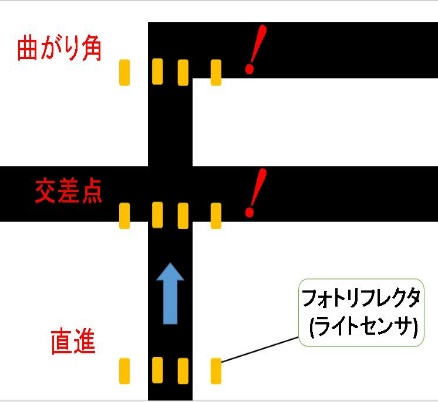 曲がり角
!
交差点
!
直進
フォトリフレクタ
(ライトセンサ)